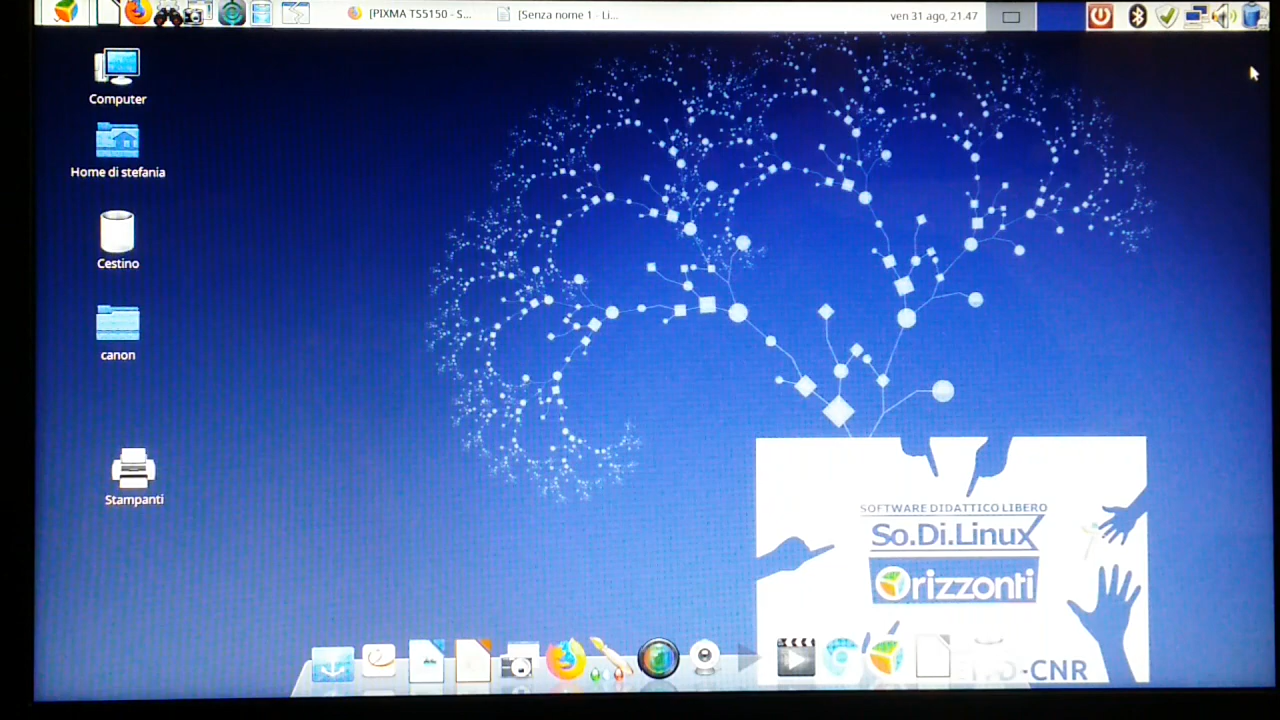 [PIXMA TS5150 - S...
[Senza nome 1 - Li...
ven 31 ago, 21.47
Computer
Home di stefania
Cestino
canon
Stampanti
SOFTWARE DIDATTICO LIBERO
So.Di.Linux
Orizzonti
D-CNR